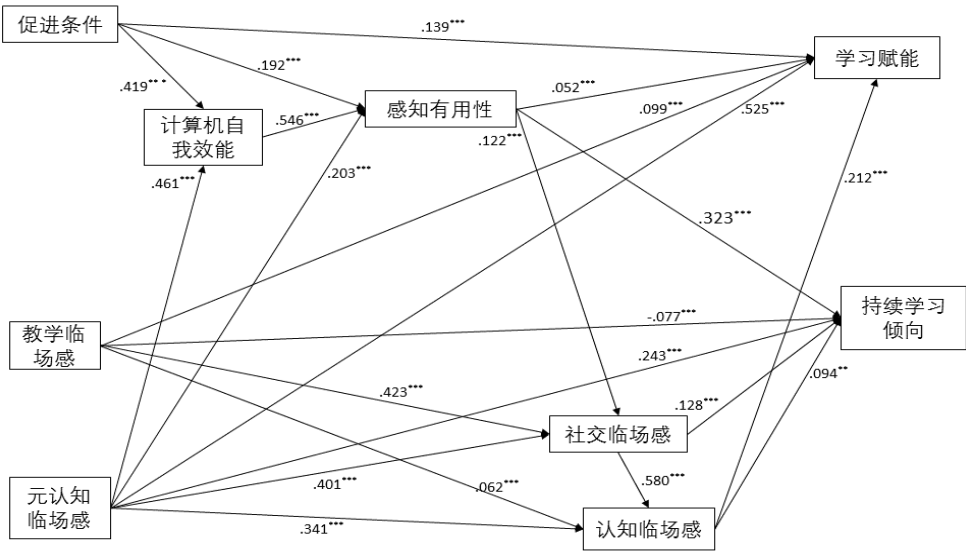 促进条件
.139***
学习赋能
.192***
.419***
.052***
感知有用性
.099***
.525***
计算机自
我效能
.546***
.122***
.461***
.203***
.212***
.323***
持续学习
倾向
教学临
场感
-.077***
.243***
.094**
.423***
.128***
社交临场感
元认知
临场感
.401***
.062***
.580***
.341***
认知临场感